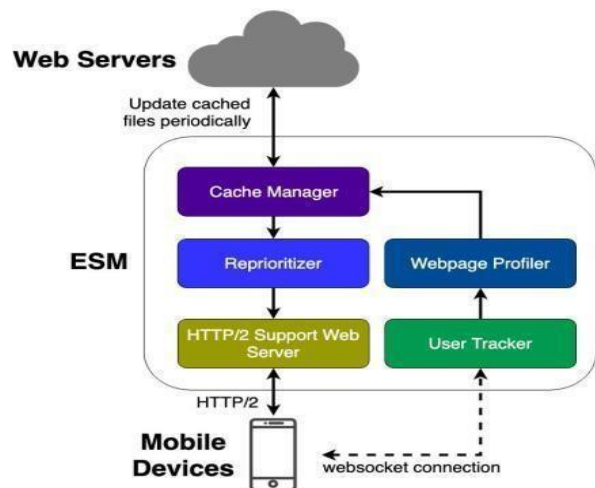 Web Servers
Update cached
files periodically
Cache Manager
ESM
Reprioritizer
Webpage Profiler
HTTP/2 Support Web
Server
User Tracker
HTTP/2
Mobile
Devices
websocket connection